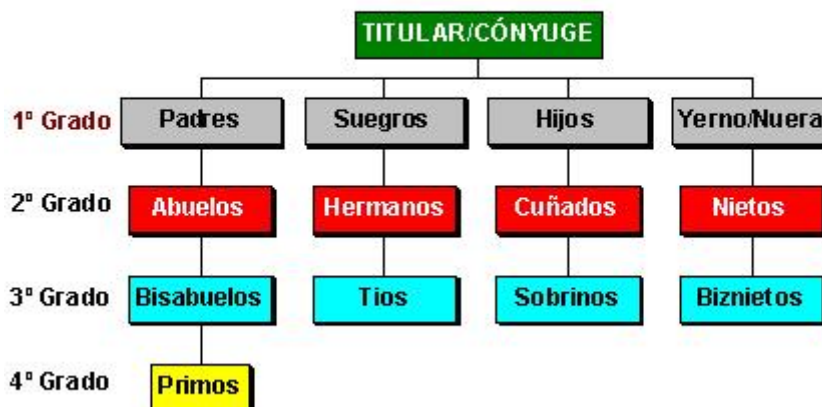 TITULAR/CÓNYUGE
1º Grado Padres Suegros Hijos Yerno/Nuera
2º Grado Abuelos Hermanos Cuñados Nietos
3º Grado Bisabuelos Tios Sobrinos Biznietos
4º Grado Primos